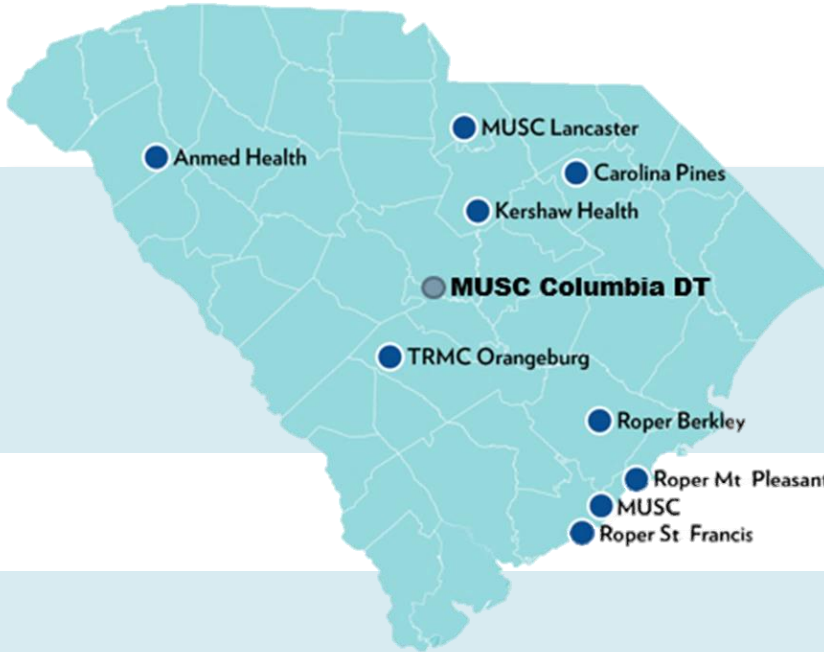 MUSC Lancaster
Anmed Health
Carolina Pines
Kershaw Health
MUSC Columbia DT
TRMC Orangeburg
Roper Berkley
Roper Mt Pleasant
MUSC
Roper St Francis